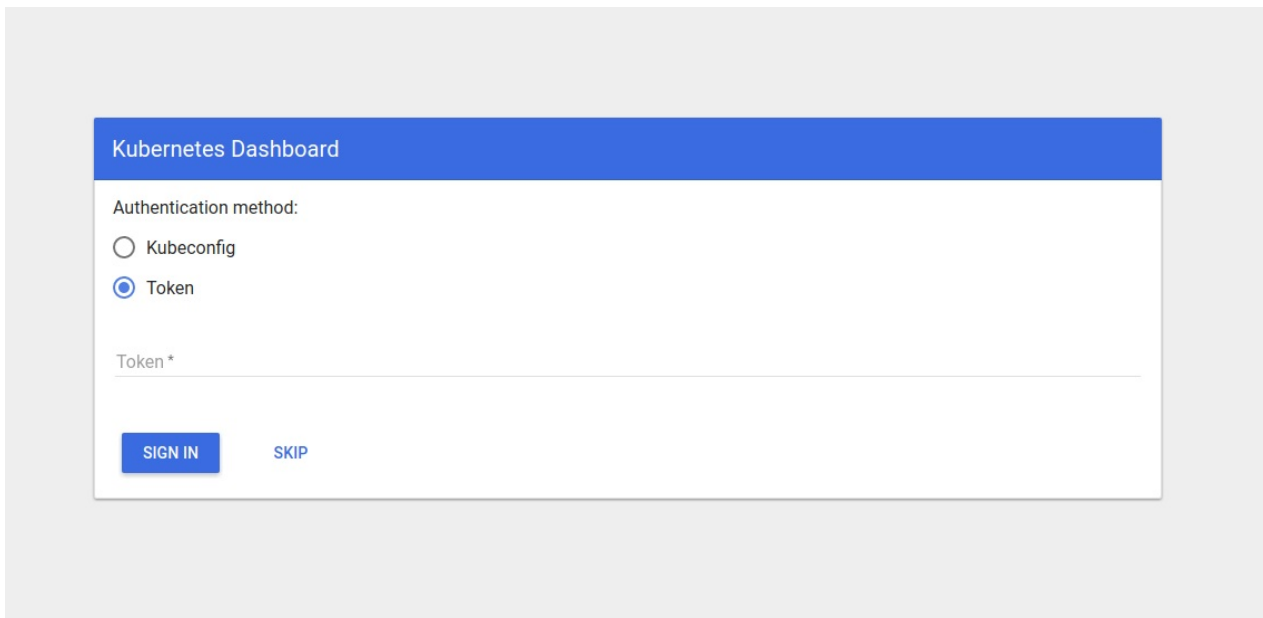 Kubernetes Dashboard
Authentication method:
Kubeconfig
Token
Token *
SIGN IN SKIP